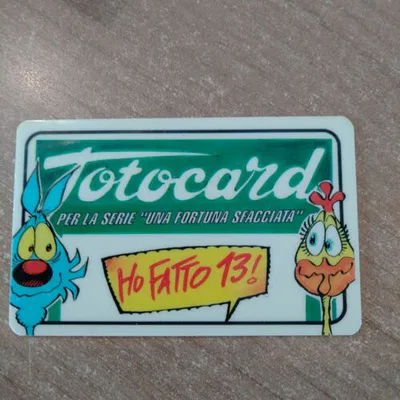 Totocard
PER LA SERIE "UNA FORTUNA SFACCIATA"
HO FATTO 13!